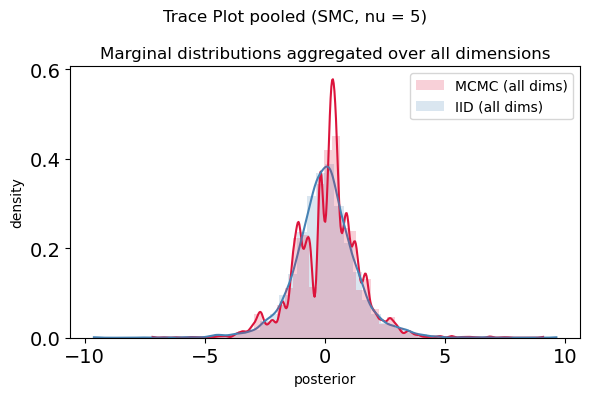 Trace Plot pooled (SMC, nu = 5)
Marginal distributions aggregated over all dimensions
MCMC (all dims)
IID (all dims)
density
0.6
0.4
0.2
0.0
−10
−5
0
5
10
posterior